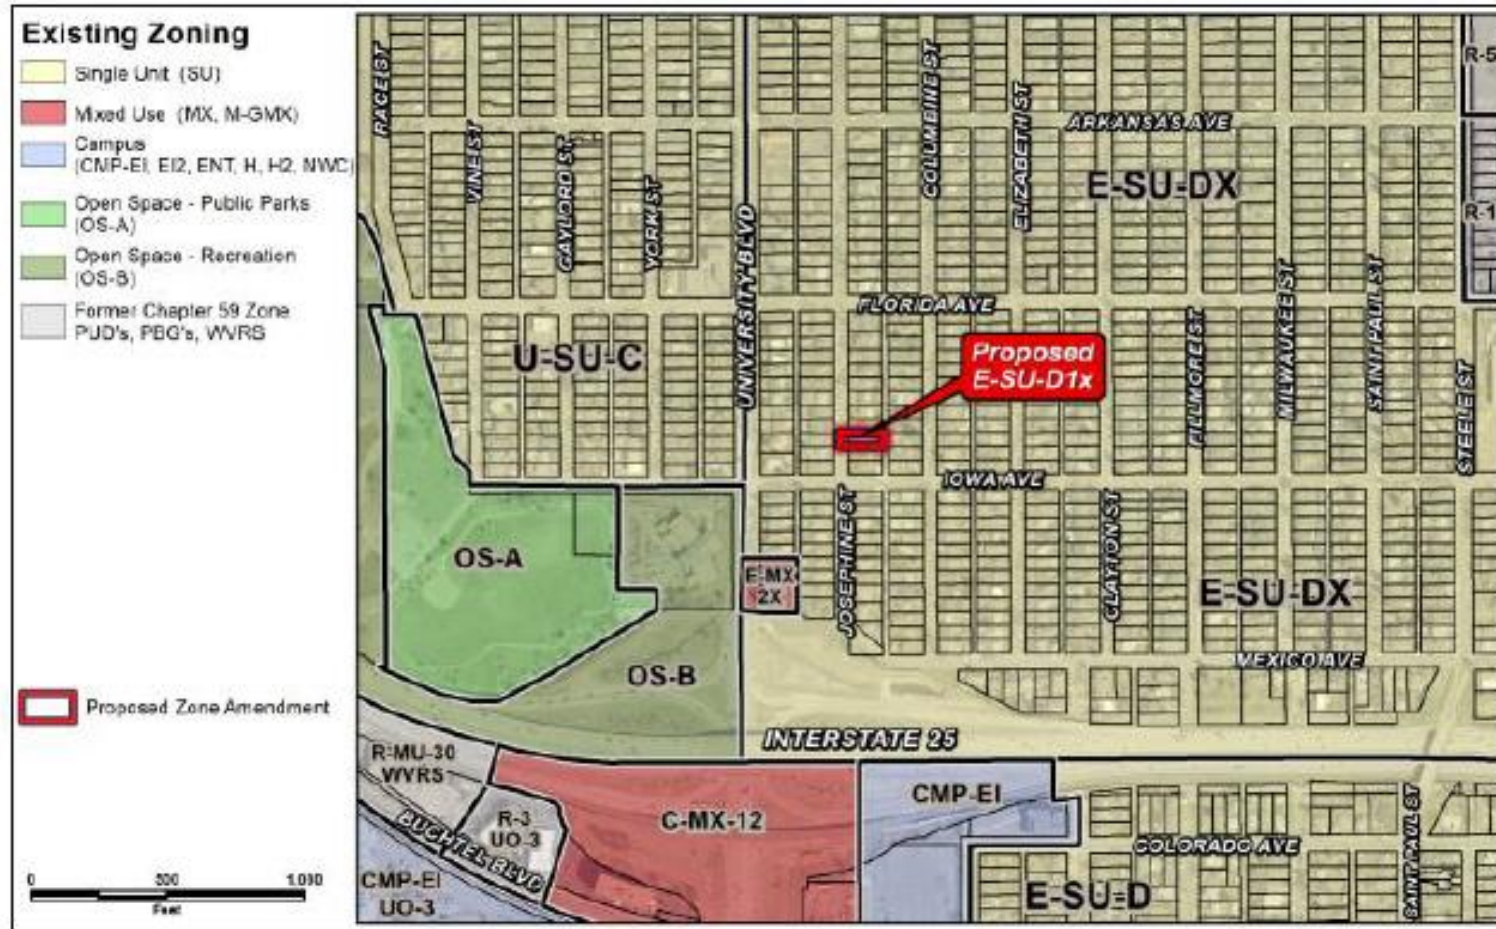 Existing Zoning
Single Unit (SU)
Mixed Use (MX, M-GMX)
Campus
(CMP-EI, EI2, ENT, H, H2, NWC)
Open Space - Public Parks
(OS-A)
Open Space - Recreation
(OS-B)
Former Chapter 59 Zone
PUD's, PBG's, WVRS
Proposed Zone Amendment
0 500 1,000
Feet
RACE ST
VINE ST
GAYLORD ST
YORK ST
UNIVERSITY BLVD
COLUMBINE ST
ELIZABETH ST
ARKANSAS AVE
E-SU-DX
R-5
R-1
FLORIDA AVE
U-SU-C
Proposed
E-SU-D1x
FILLMORE ST
MILWAUKEE ST
SAINT PAUL ST
STEELE ST
IOWA AVE
JOSEPHINE ST
CLAYTON ST
OS-A
E-MX
2X
E-SU-DX
MEXICO AVE
OS-B
INTERSTATE 25
R-MU-30
WVRS
R-3
UO-3
BUCHTEL BLVD
C-MX-12
CMP-EI
COLORADO AVE
SAINT PAUL ST
CMP-EI
UO-3
E-SU-D